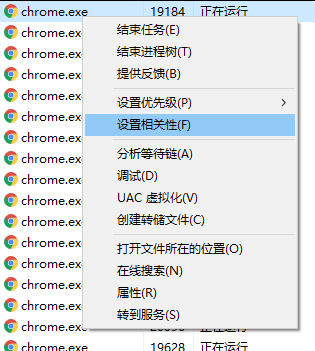 chrome.exe 19184 正在运行
chrome.exe
结束任务(E)
chrome.exe
结束进程树(T)
chrome.exe
提供反馈(B)
chrome.exe
设置优先级(P)
chrome.exe
设置相关性(F)
chrome.exe
分析等待链(A)
chrome.exe
调试(D)
chrome.exe
UAC 虚拟化(V)
chrome.exe
创建转储文件(C)
chrome.exe
打开文件所在的位置(O)
chrome.exe
在线搜索(N)
chrome.exe
属性(R)
chrome.exe
转到服务(S)
chrome.exe
chrome.exe
chrome.exe 正在运行
chrome.exe 19628 正在运行